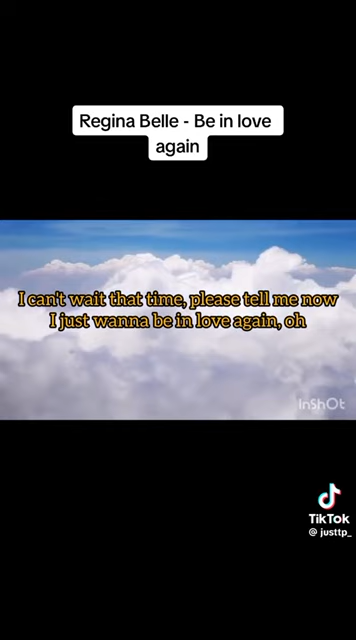 Regina Belle - Be in love
again
I can't wait that time, please tell me now
I just wanna be in love again, oh
InShOt
TikTok
@ justtp_